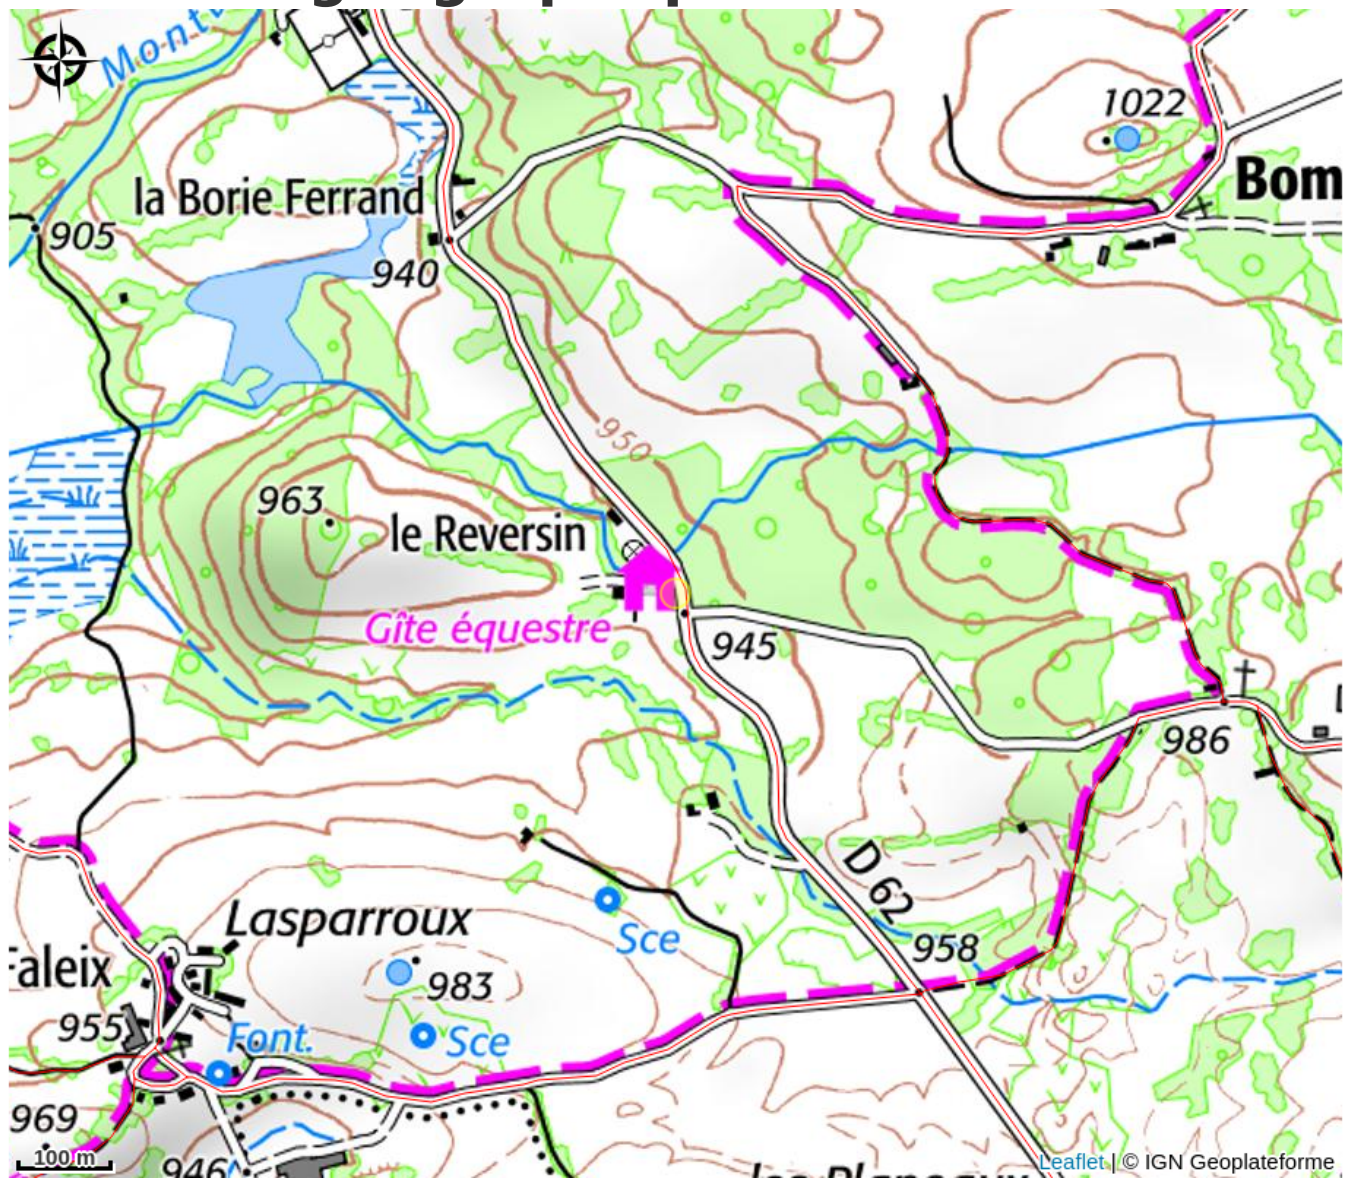 1022
Bom
la Borie Ferrand
905
940
950
963
le Reversin
Gîte équestre
945
986
D 62
Lasparroux
Sce
958
Faleix
983
955
Font.
Sce
969
100 m
946
Leaflet | © IGN Geoplateforme